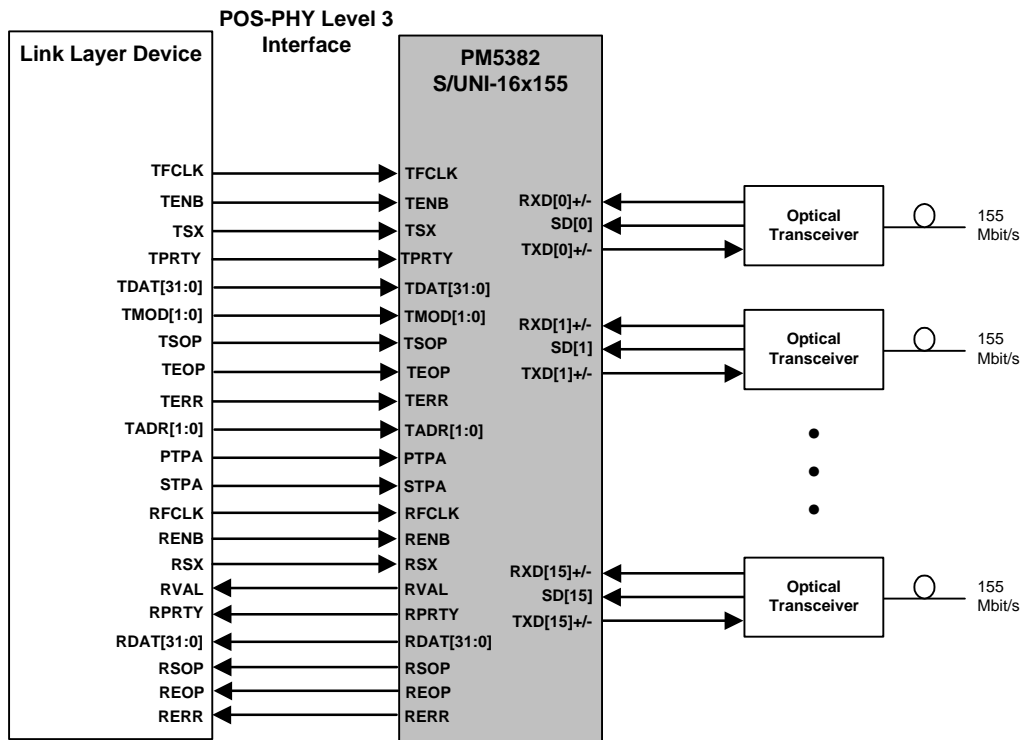 POS-PHY Level 3
Interface
Link Layer Device
PM5382
S/UNI-16x155
TFCLK
TENB
TSX
TPRTY
TDAT[31:0]
TMOD[1:0]
TSOP
TEOP
TERR
TADR[1:0]
PTPA
STPA
RFCLK
RENB
RSX
RVAL
RPRTY
RDAT[31:0]
RSOP
REOP
RERR
TFCLK
TENB
TSX
TPRTY
TDAT[31:0]
TMOD[1:0]
TSOP
TEOP
TERR
TADR[1:0]
PTPA
STPA
RFCLK
RENB
RSX
RVAL
RPRTY
RDAT[31:0]
RSOP
REOP
RERR
RXD[0]+/-
SD[0]
TXD[0]+/-
Optical
Transceiver
155
Mbit/s
RXD[1]+/-
SD[1]
TXD[1]+/-
Optical
Transceiver
155
Mbit/s
RXD[15]+/-
SD[15]
TXD[15]+/-
Optical
Transceiver
155
Mbit/s